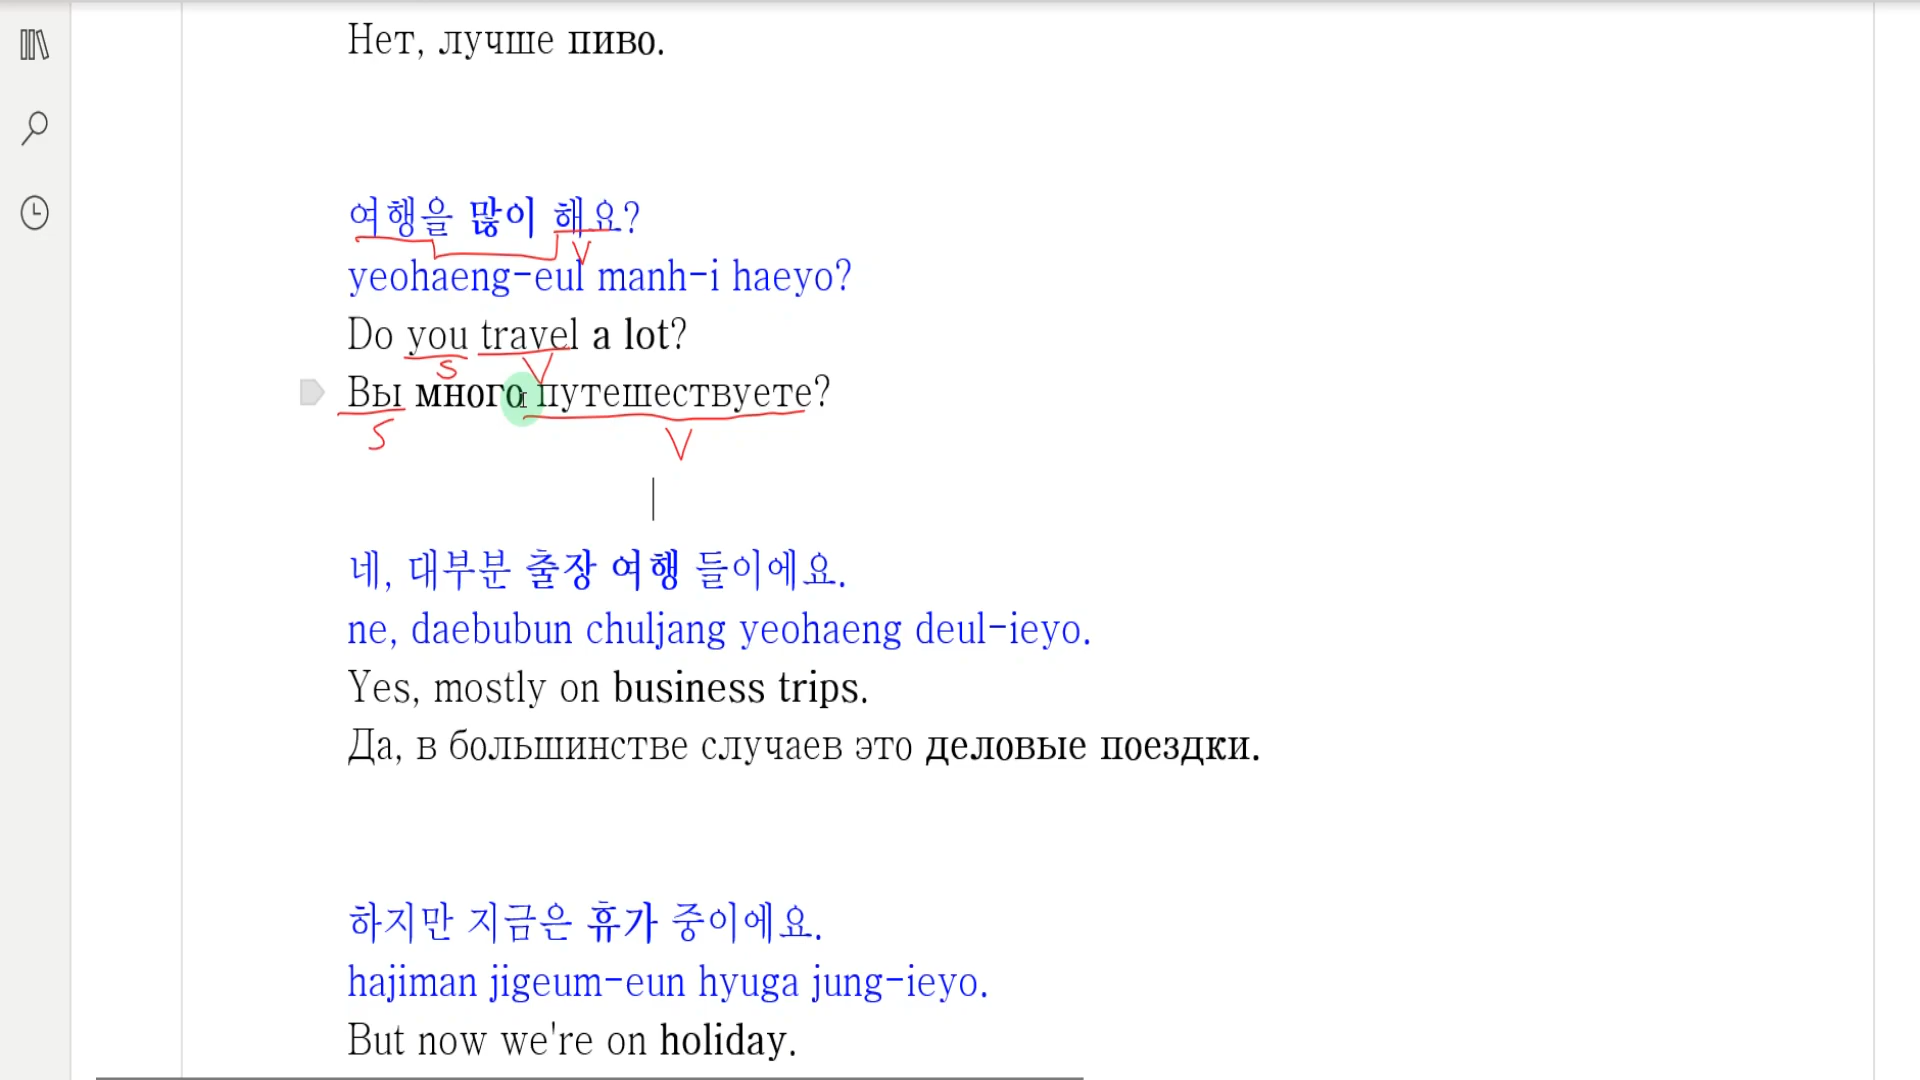 Нет, лучше пиво.
여행을 많이 해요?
V
yeohaeng-eul manh-i haeyo?
Do you travel a lot?
S V
Вы много путешествуете?
S V
네, 대부분 출장 여행 들이에요.
ne, daebubun chuljang yeohaeng deul-ieyo.
Yes, mostly on business trips.
Да, в большинстве случаев это деловые поездки.
하지만 지금은 휴가 중이에요.
hajiman jigeum-eun hyuga jung-ieyo.
But now we're on holiday.